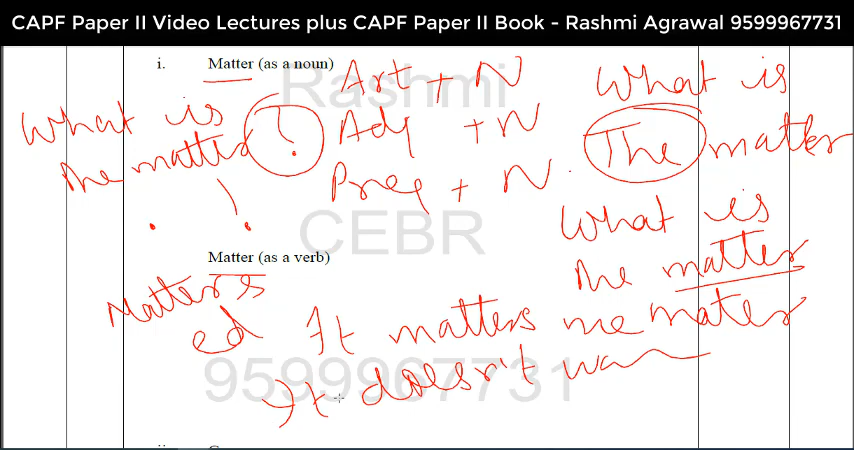 CAPF Paper II Video Lectures plus CAPF Paper II Book - Rashmi Agrawal 9599967731
i. Matter (as a noun)
Art + N
Adj + N
Prep + N
What is
the matter ?
?
What is
The matter
What is
the matter
Rashmi
CEBR
9599967731
Matter (as a verb)
Matters
ed
It matters
me matter
It doesn't